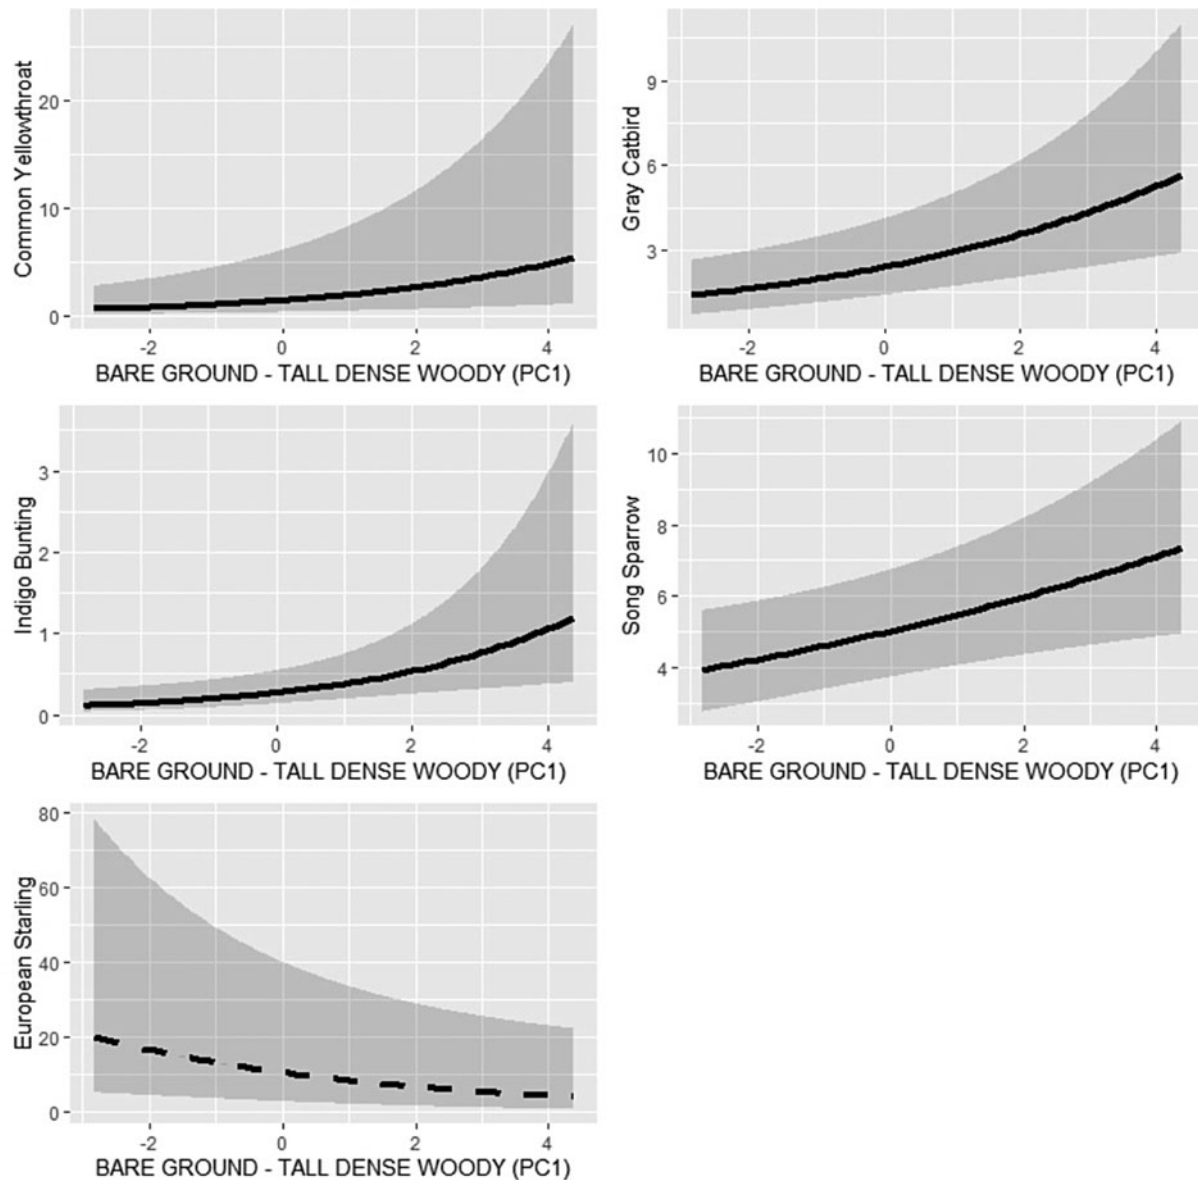 Common Yellowthroat
20
10
0
-2 0 2 4
BARE GROUND - TALL DENSE WOODY (PC1)
Gray Catbird
9
6
3
-2 0 2 4
BARE GROUND - TALL DENSE WOODY (PC1)
Indigo Bunting
3
2
1
0
-2 0 2 4
BARE GROUND - TALL DENSE WOODY (PC1)
Song Sparrow
10
8
6
4
-2 0 2 4
BARE GROUND - TALL DENSE WOODY (PC1)
European Starling
80
60
40
20
0
-2 0 2 4
BARE GROUND - TALL DENSE WOODY (PC1)